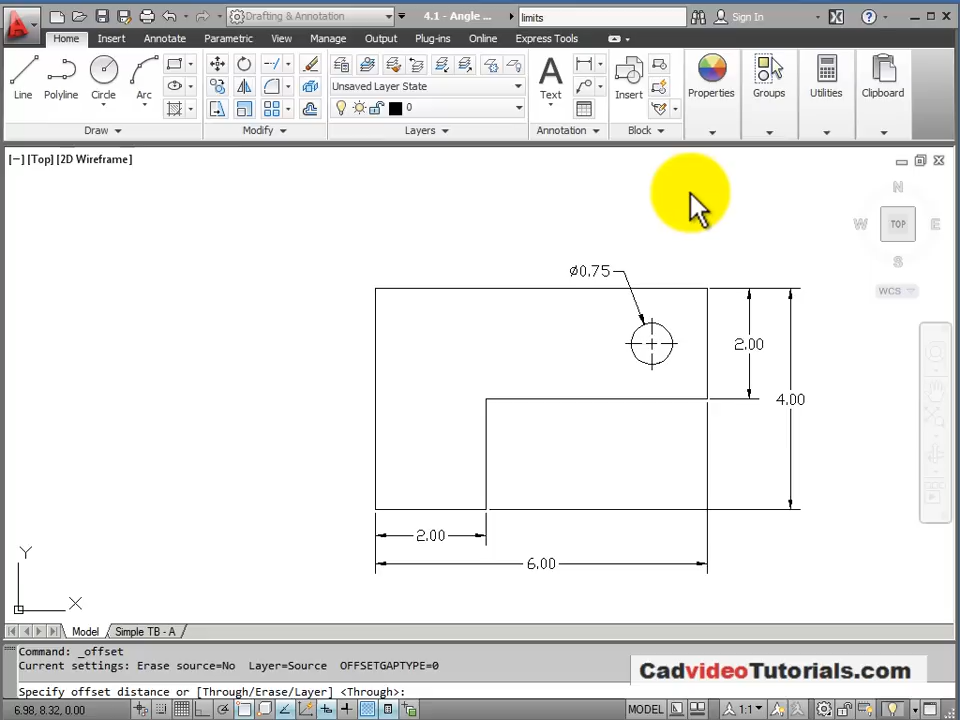 Drafting & Annotation
4.1 - Angle ...
limits
Sign In
Home Insert Annotate Parametric View Manage Output Plug-ins Online Express Tools
Line Polyline Circle Arc
Unsaved Layer State
0
Text
Insert
Properties
Groups
Utilities
Clipboard
Draw
Modify
Layers
Annotation
Block
[−] [Top] [2D Wireframe]
N
W TOP E
S
WCS
Ø0.75
2.00
4.00
2.00
6.00
Y
X
Model Simple TB - A
Command: _offset
Current settings: Erase source=No Layer=Source OFFSETGAPTYPE=0
Specify offset distance or [Through/Erase/Layer] <Through>:
CadvideoTutorials.com
6.98, 8.32, 0.00
MODEL
1:1